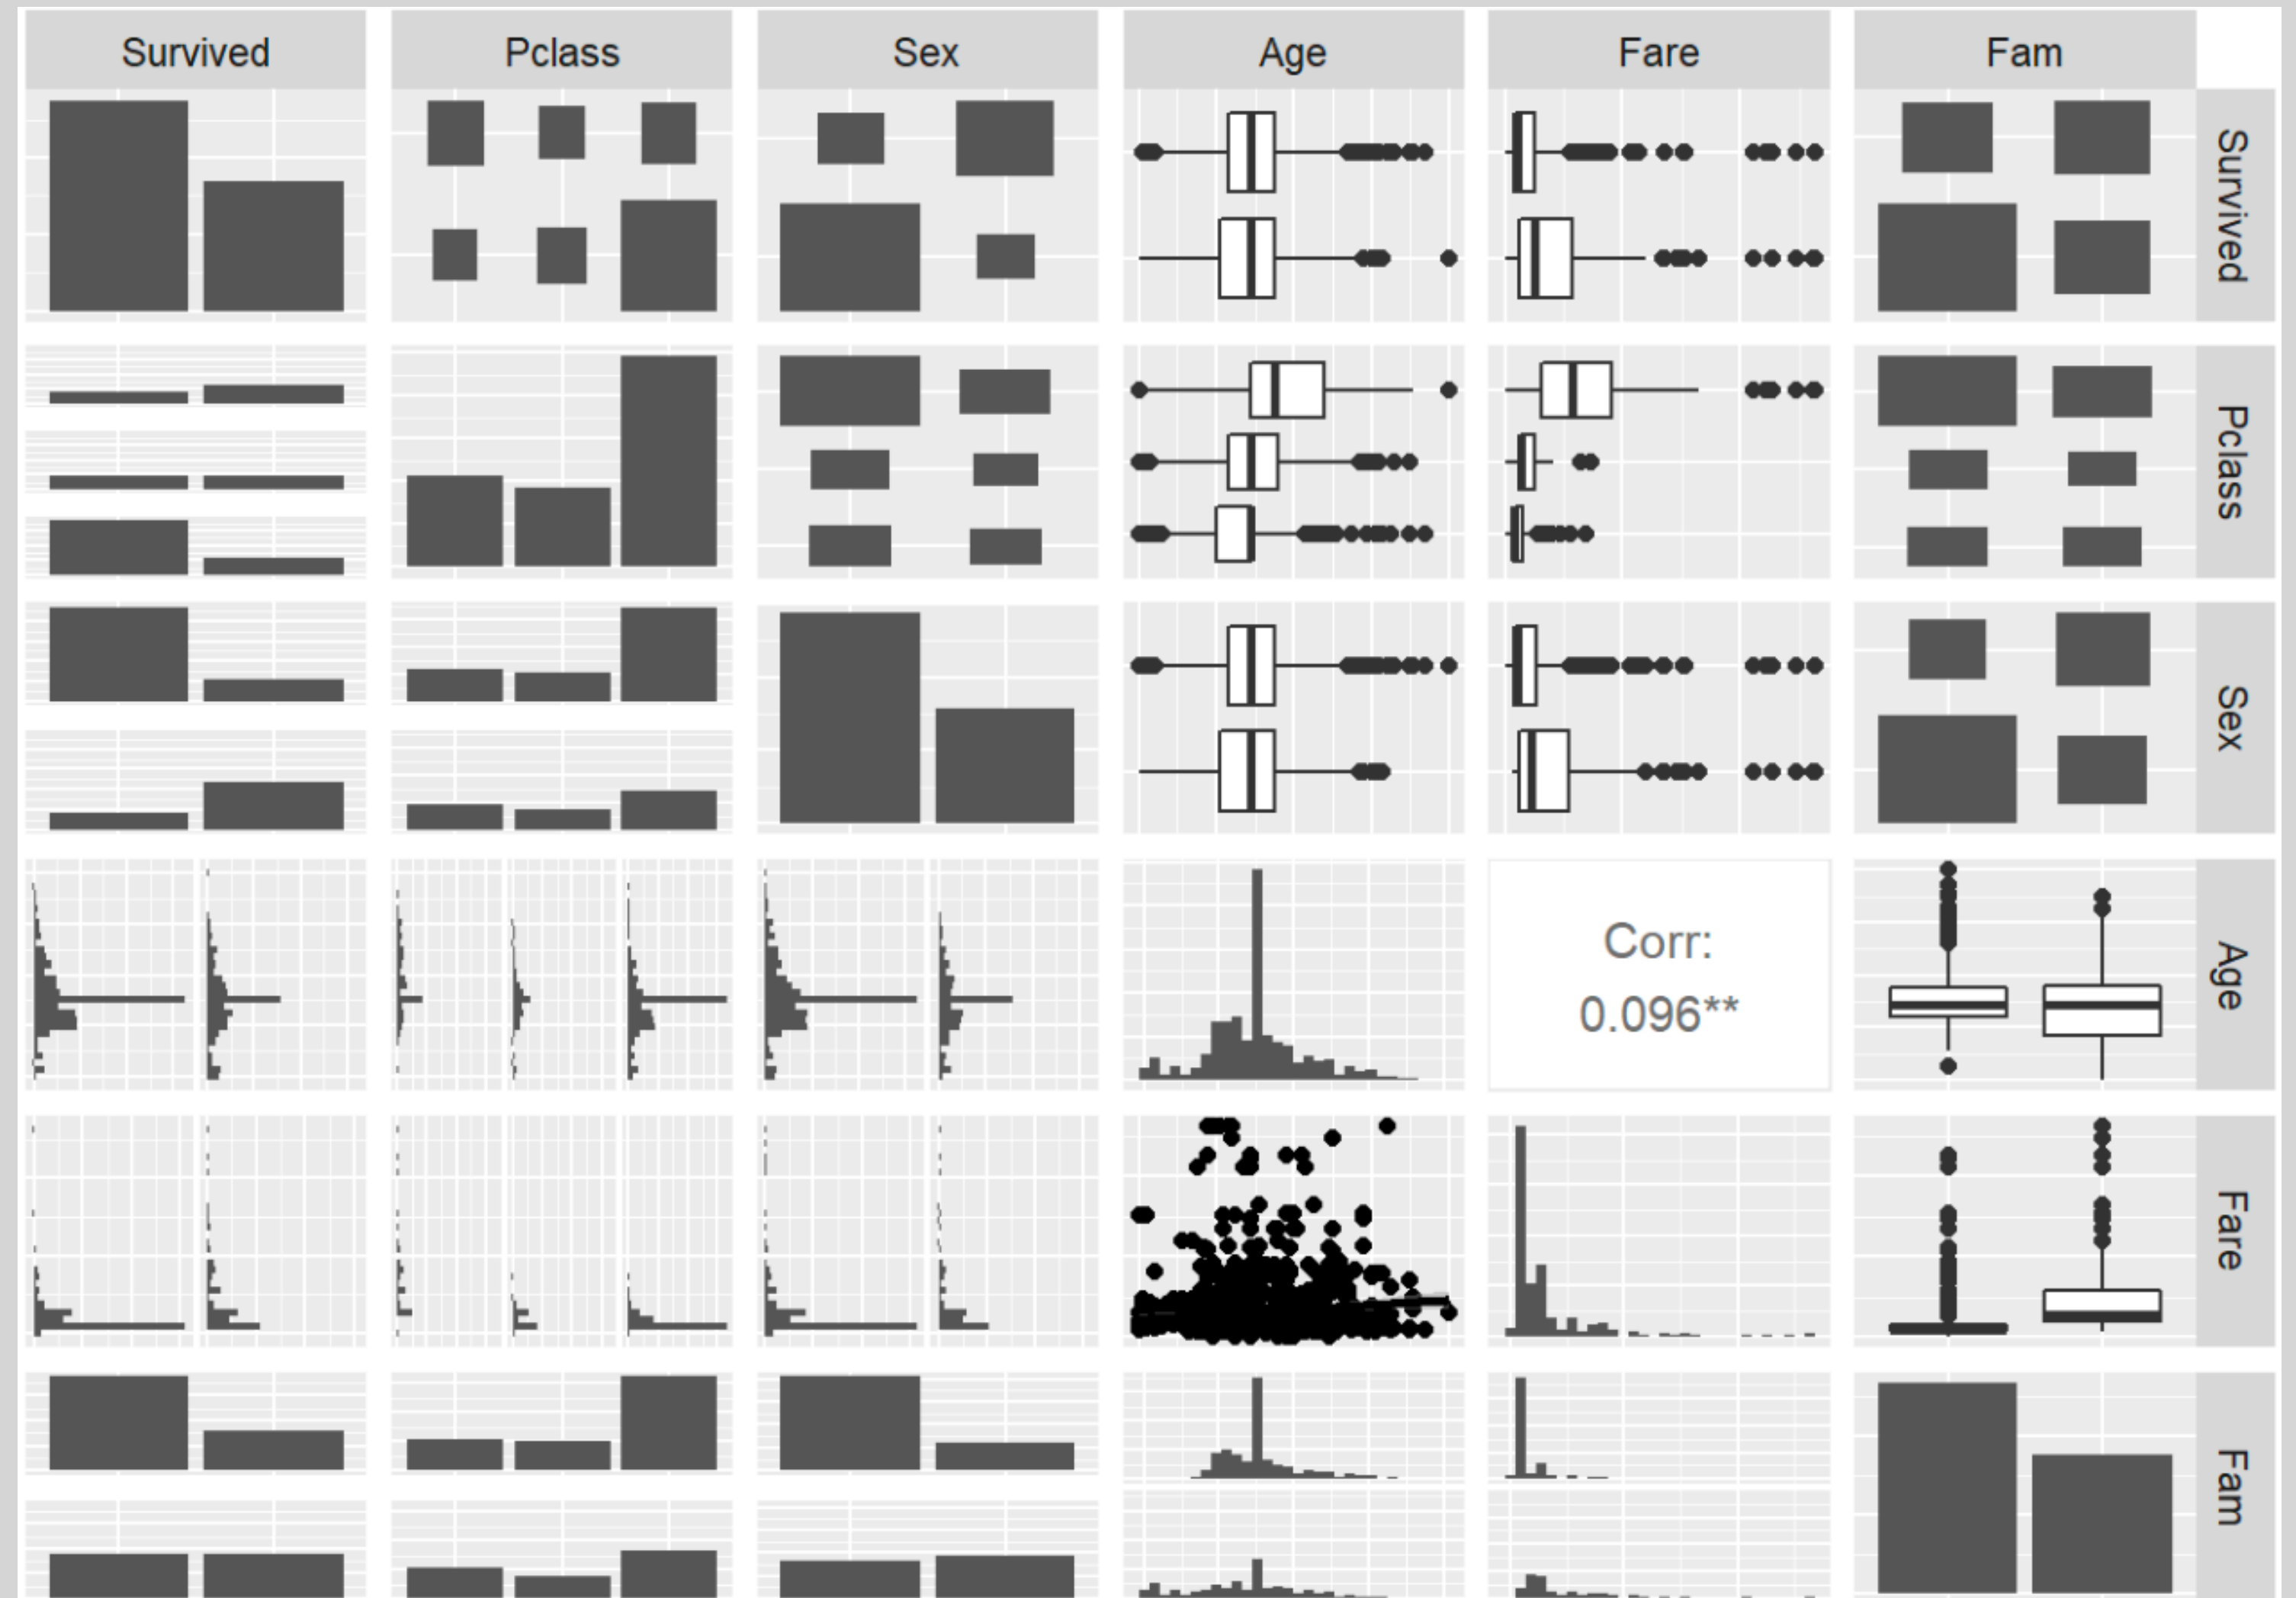 Survived
Pclass
Sex
Age
Fare
Fam
Survived
Pclass
Sex
Corr:
0.096**
Age
Fare
Fam